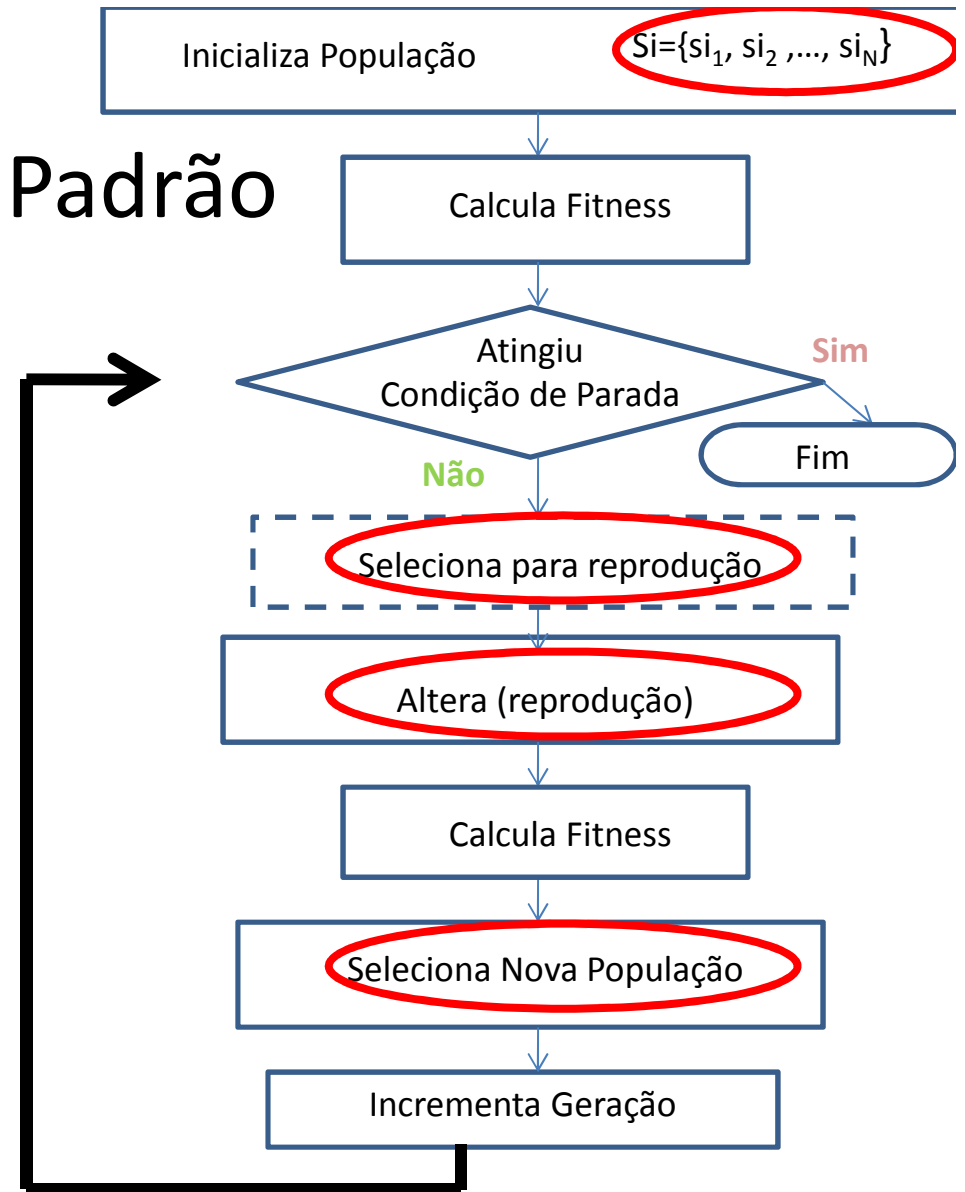 Inicializa População
Si={si₁, si₂ ,..., si_N}
Padrão
Calcula Fitness
Atingiu
Condição de Parada
Sim
Fim
Não
Seleciona para reprodução
Altera (reprodução)
Calcula Fitness
Seleciona Nova População
Incrementa Geração